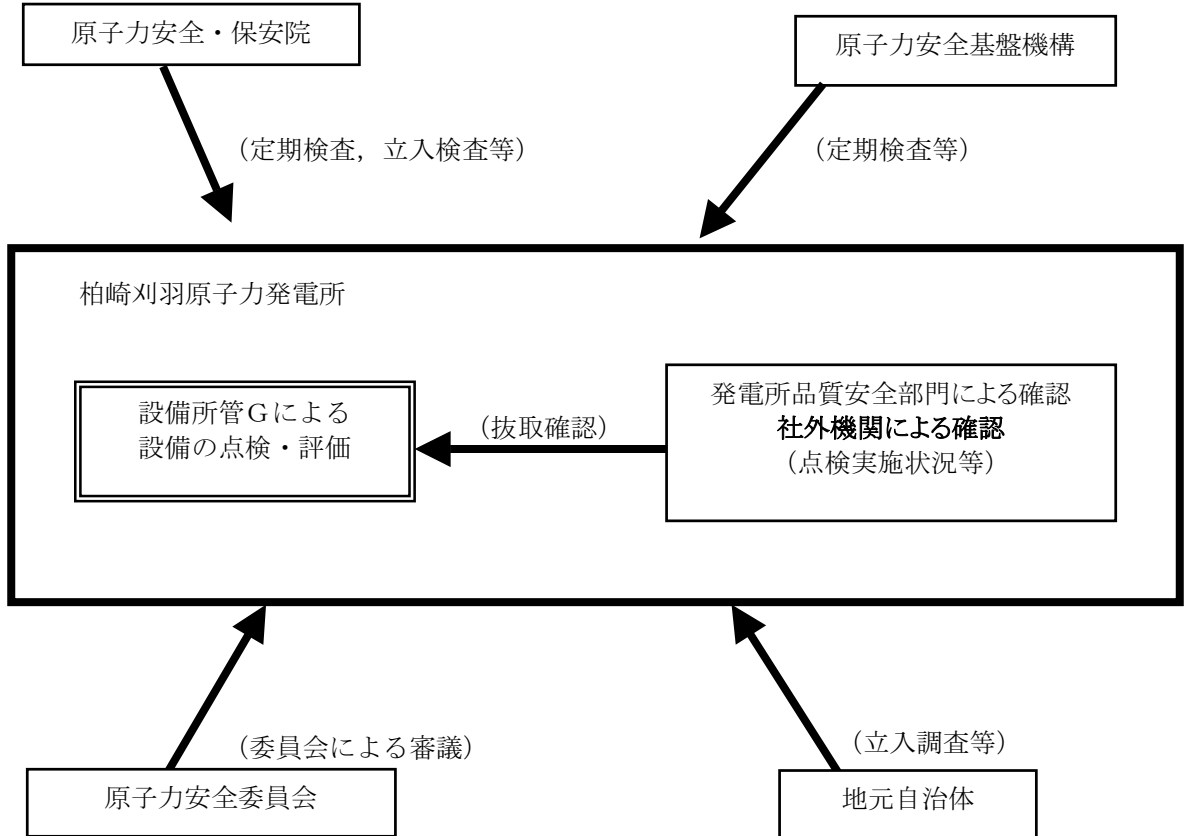 原子力安全・保安院
原子力安全基盤機構
（定期検査，立入検査等）
（定期検査等）
柏崎刈羽原子力発電所
設備所管Gによる
設備の点検・評価
（抜取確認）
発電所品質安全部門による確認
社外機関による確認
（点検実施状況等）
（委員会による審議）
（立入調査等）
原子力安全委員会
地元自治体